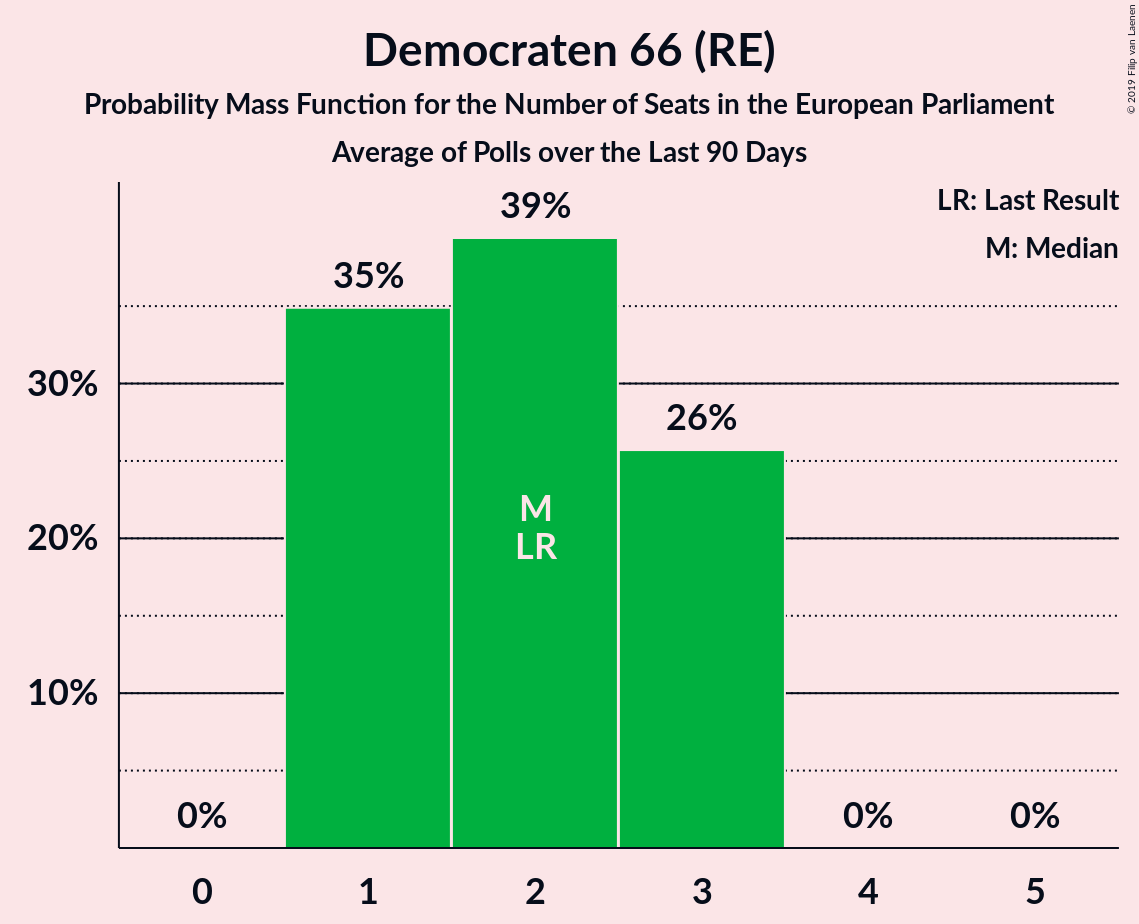 Democraten 66 (RE)
Probability Mass Function for the Number of Seats in the European Parliament
Average of Polls over the Last 90 Days
© 2019 Filip van Laenen
LR: Last Result
M: Median
39%
35%
30%
26%
M
LR
20%
10%
0%
0%
0%
0
1
2
3
4
5